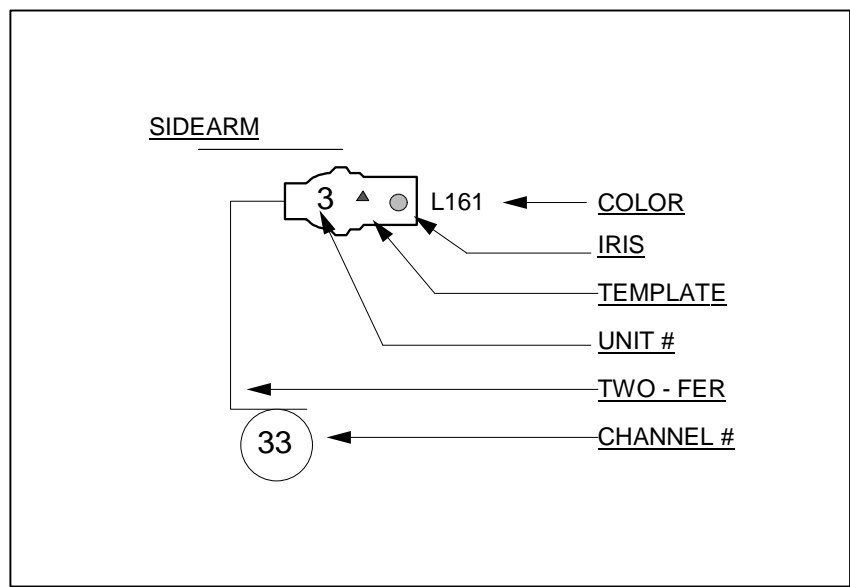 SIDEARM
3 L161 COLOR
IRIS
TEMPLATE
UNIT #
TWO - FER
33 CHANNEL #